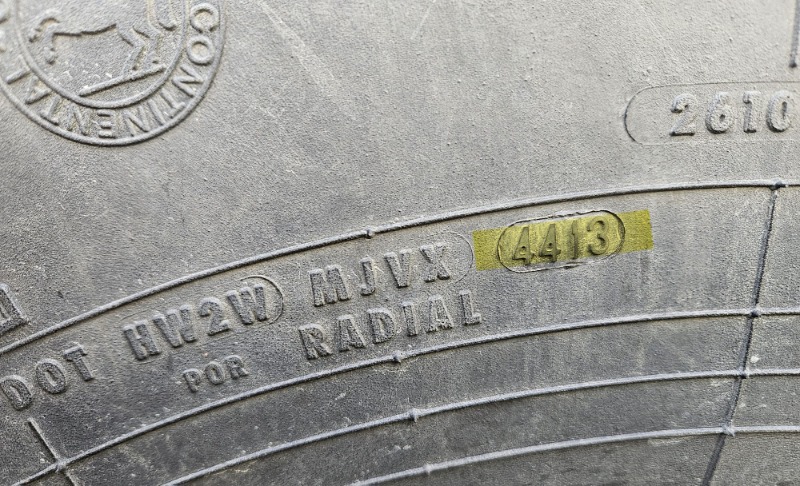 CONTINENTAL
2610
DOT HW2W MJVX 4413
POR RADIAL